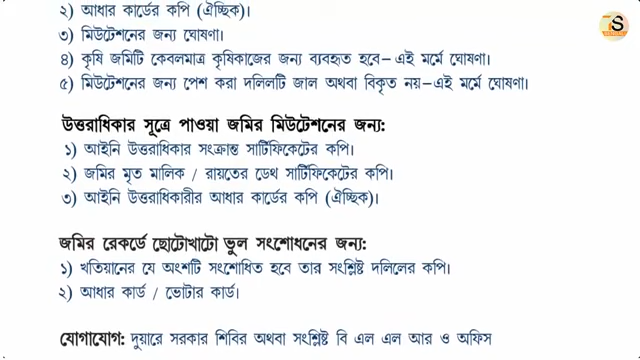 ২) আধার কার্ডের কপি (ঐচ্ছিক)।
৩) মিউটেশনের জন্য ঘোষণা।
৪) কৃষি জমিটি কেবলমাত্র কৃষিকাজের জন্য ব্যবহৃত হবে– এই মর্মে ঘোষণা।
৫) মিউটেশনের জন্য পেশ করা দলিলটি জাল অথবা বিকৃত নয়–এই মর্মে ঘোষণা।
উত্তরাধিকার সূত্রে পাওয়া জমির মিউটেশনের জন্য:
১) আইনি উত্তরাধিকার সংক্রান্ত সার্টিফিকেটের কপি।
২) জমির মৃত মালিক / রায়তের ডেথ সার্টিফিকেটের কপি।
৩) আইনি উত্তরাধিকারীর আধার কার্ডের কপি (ঐচ্ছিক)।
জমির রেকর্ডে ছোটোখাটো ভুল সংশোধনের জন্য:
১) খতিয়ানের যে অংশটি সংশোধিত হবে তার সংশ্লিষ্ট দলিলের কপি।
২) আধার কার্ড / ভোটার কার্ড।
যোগাযোগ: দুয়ারে সরকার শিবির অথবা সংশ্লিষ্ট বি এল এল আর ও অফিস